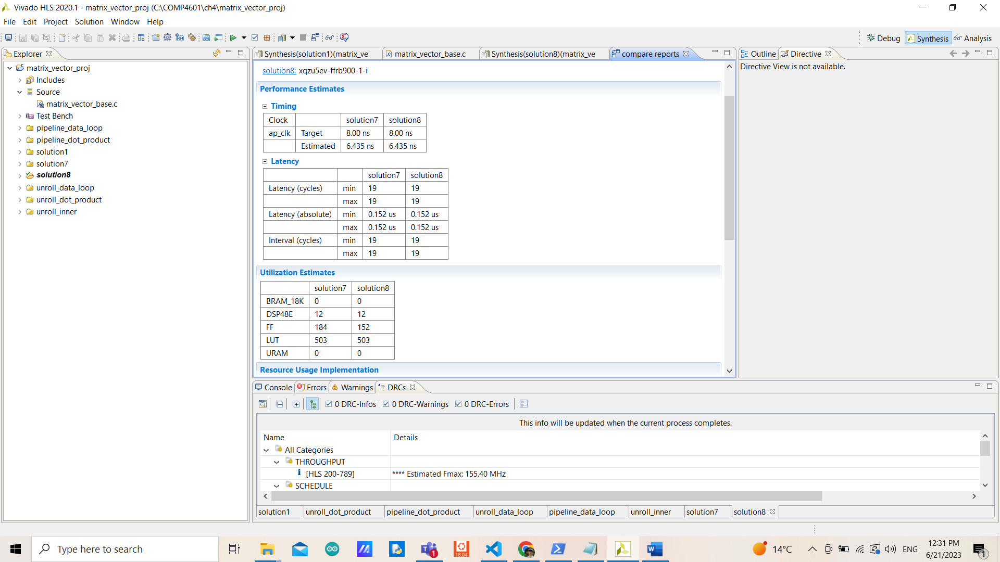 Vivado HLS 2020.1 - matrix_vector_proj (C:\COMP4601\ch4\matrix_vector_proj)
File Edit Project Solution Window Help
Debug Synthesis Analysis
Explorer
matrix_vector_proj
Includes
Source
matrix_vector_base.c
Test Bench
pipeline_data_loop
pipeline_dot_product
solution1
solution7
solution8
unroll_data_loop
unroll_dot_product
unroll_inner
Synthesis(solution1)(matrix_ve matrix_vector_base.c Synthesis(solution8)(matrix_ve compare reports
solution8: xqzu5ev-ffrb900-1-i
Performance Estimates
Timing
Clock solution7 solution8
ap_clk Target 8.00 ns 8.00 ns
Estimated 6.435 ns 6.435 ns
Latency
solution7 solution8
Latency (cycles) min 19 19
max 19 19
Latency (absolute) min 0.152 us 0.152 us
max 0.152 us 0.152 us
Interval (cycles) min 19 19
max 19 19
Utilization Estimates
solution7 solution8
BRAM_18K 0 0
DSP48E 12 12
FF 184 152
LUT 503 503
URAM 0 0
Resource Usage Implementation
Outline Directive
Directive View is not available.
Console Errors Warnings DRCs
0 DRC-Infos 0 DRC-Warnings 0 DRC-Errors
This info will be updated when the current process completes.
Name Details
All Categories
THROUGHPUT
[HLS 200-789] **** Estimated Fmax: 155.40 MHz
SCHEDULE
solution1 unroll_dot_product pipeline_dot_product unroll_data_loop pipeline_data_loop unroll_inner solution7 solution8
Type here to search
1
18.04
14°C
ENG
12:31 PM
6/21/2023
1